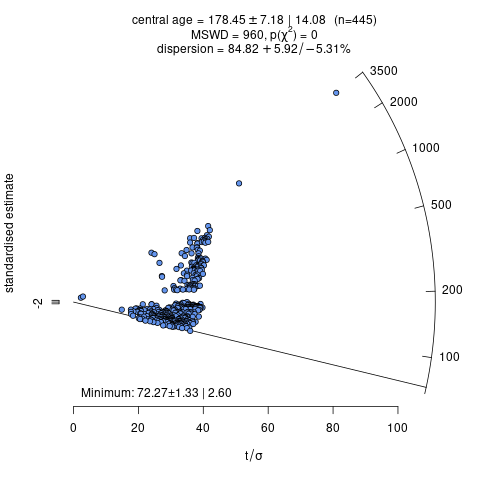 central age = 178.45 ± 7.18 | 14.08 (n=445)
MSWD = 960, p(χ²) = 0
dispersion = 84.82 + 5.92/−5.31%
3500
2000
1000
500
200
100
standardised estimate
-2
Minimum: 72.27±1.33 | 2.60
0 20 40 60 80 100
t/σ